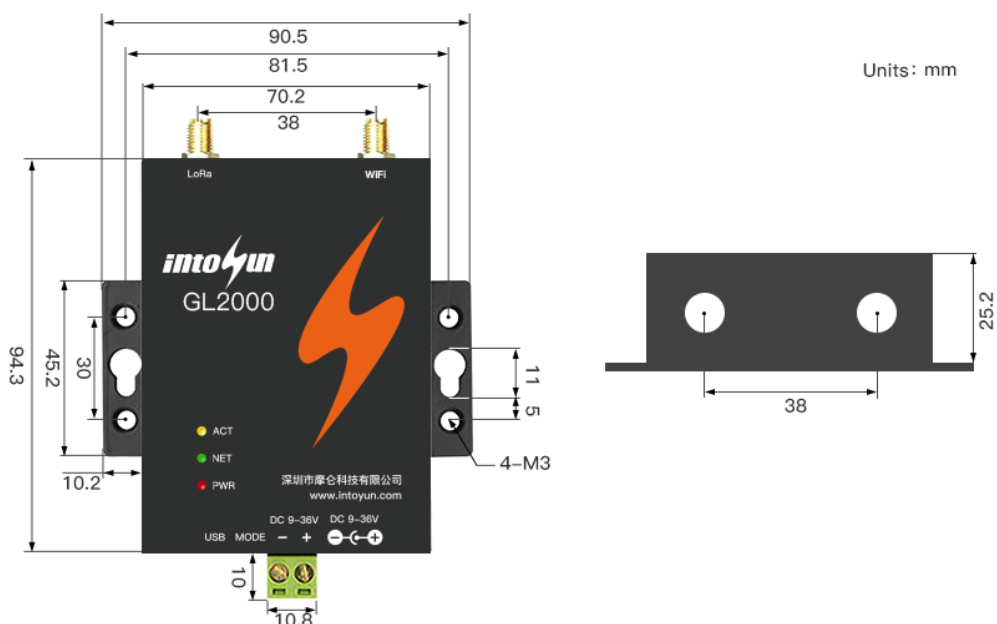 90.5
81.5
70.2
38
Units: mm
LoRa WiFi
intoyun
GL2000
94.3
45.2
30
11
5
10.2
4-M3
ACT
NET
PWR
深圳市摩仑科技有限公司
www.intoyun.com
DC 9-36V DC 9-36V
USB MODE - +
- +
10
10.8
25.2
38